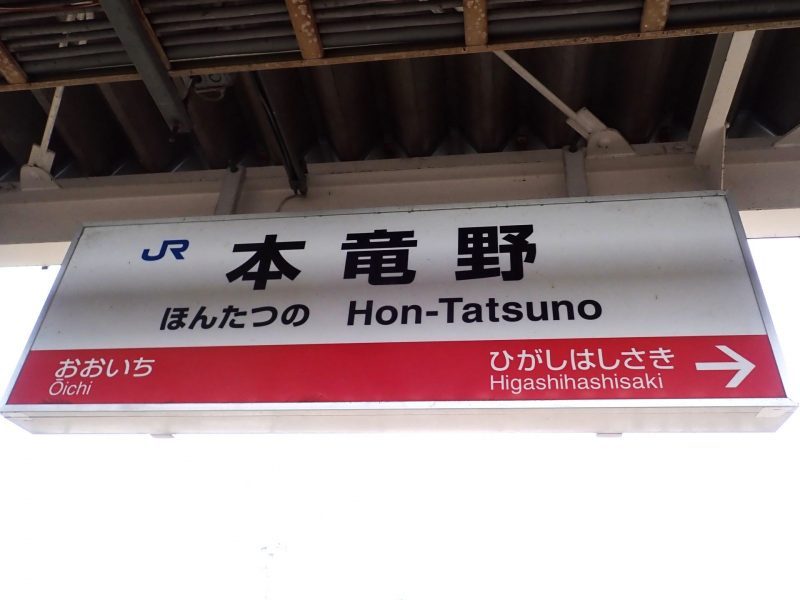 JR 本竜野
ほんたつの Hon-Tatsuno
おおいち ひがしはしさき →
Ōichi Higashihashisaki